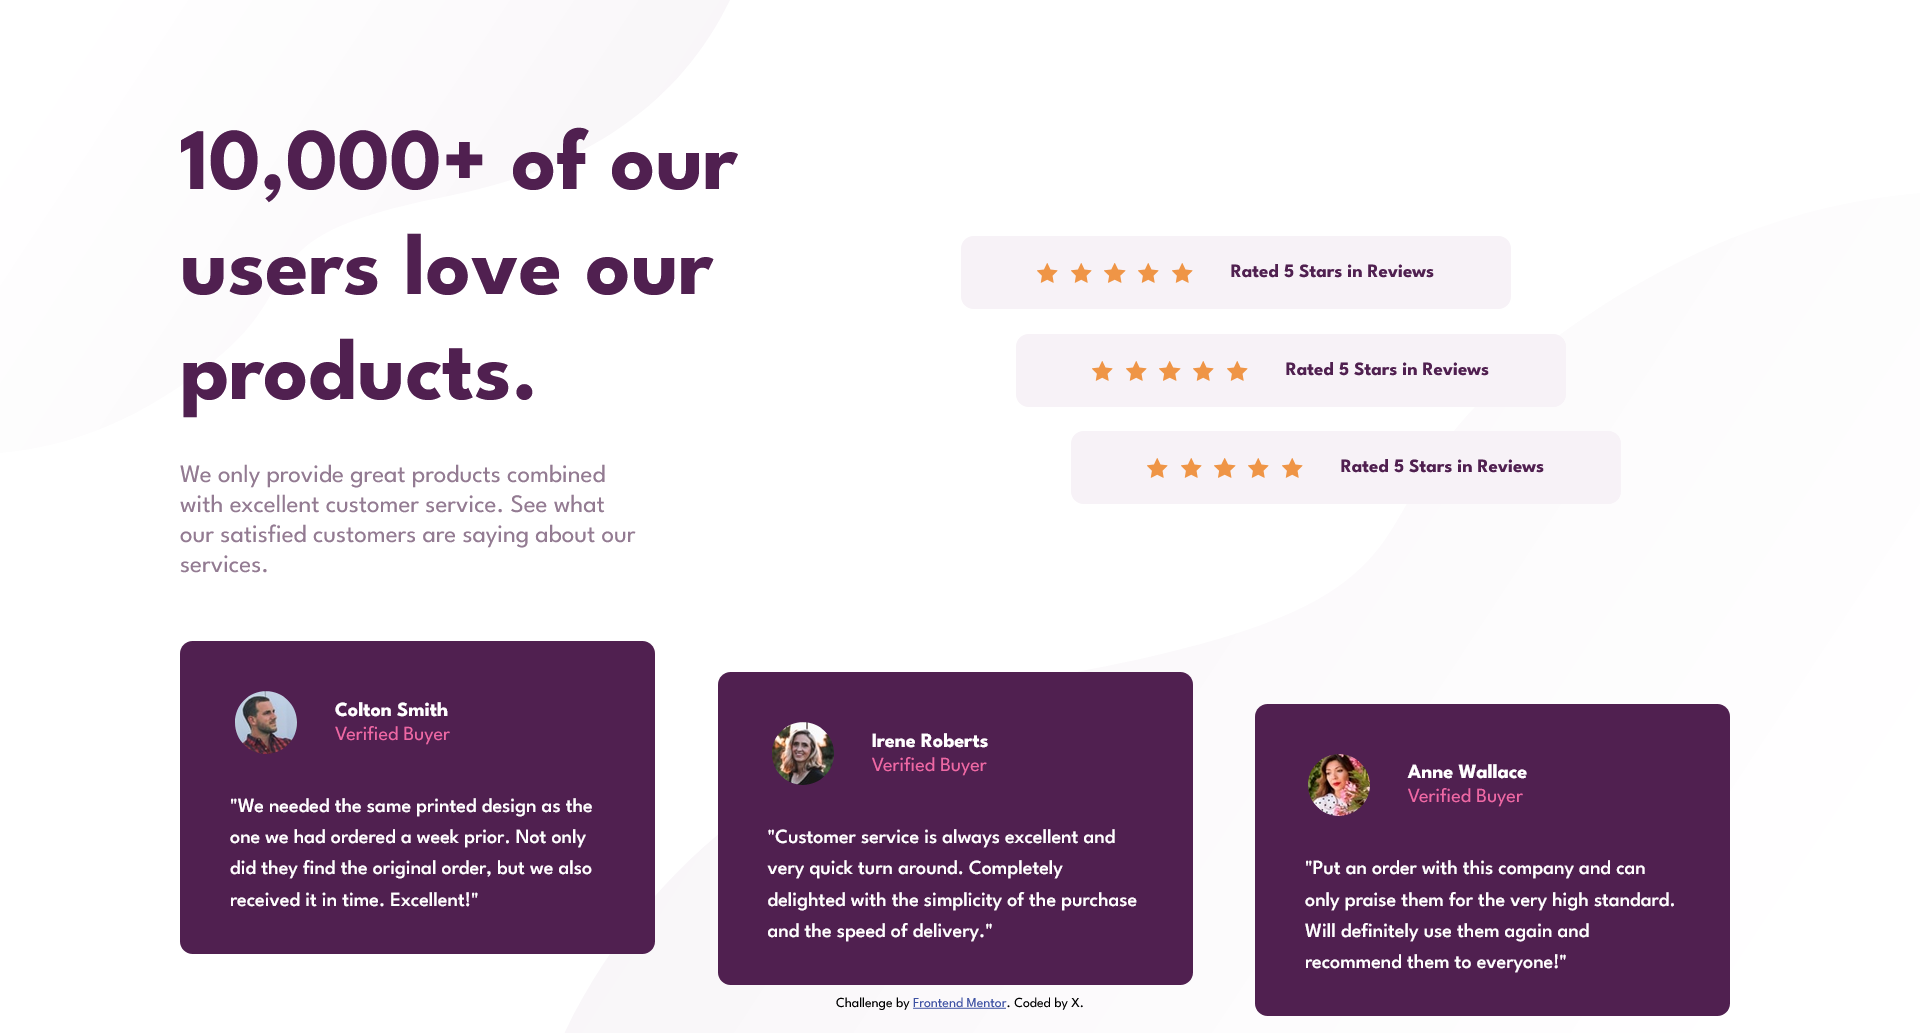 10,000+ of our
users love our
products.
We only provide great products combined
with excellent customer service. See what
our satisfied customers are saying about our
services.
Rated 5 Stars in Reviews
Rated 5 Stars in Reviews
Rated 5 Stars in Reviews
Colton Smith
Verified Buyer
"We needed the same printed design as the
one we had ordered a week prior. Not only
did they find the original order, but we also
received it in time. Excellent!"
Irene Roberts
Verified Buyer
"Customer service is always excellent and
very quick turn around. Completely
delighted with the simplicity of the purchase
and the speed of delivery."
Anne Wallace
Verified Buyer
"Put an order with this company and can
only praise them for the very high standard.
Will definitely use them again and
recommend them to everyone!"
Challenge by Frontend Mentor. Coded by X.